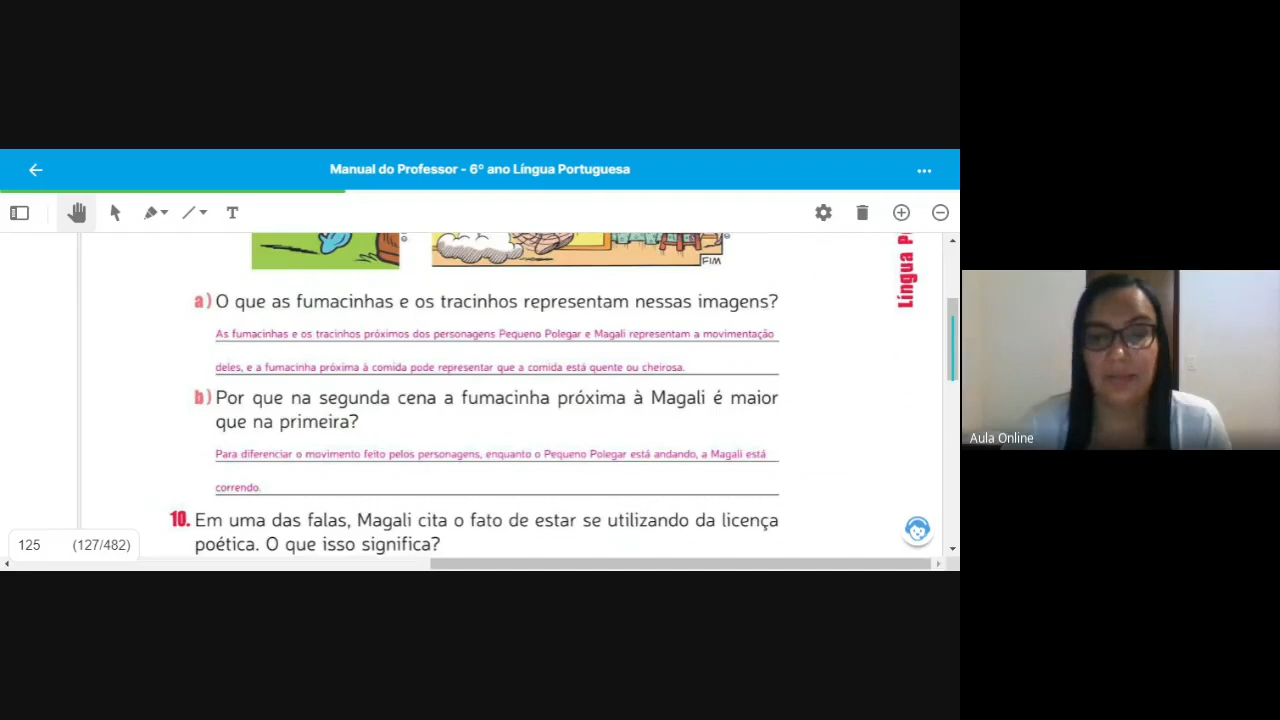 Manual do Professor - 6º ano Língua Portuguesa
T
FIM
Língua P
a) O que as fumacinhas e os tracinhos representam nessas imagens?
As fumacinhas e os tracinhos próximos dos personagens Pequeno Polegar e Magali representam a movimentação
deles, e a fumacinha próxima à comida pode representar que a comida está quente ou cheirosa.
b) Por que na segunda cena a fumacinha próxima à Magali é maior
que na primeira?
Para diferenciar o movimento feito pelos personagens, enquanto o Pequeno Polegar está andando, a Magali está
correndo.
10. Em uma das falas, Magali cita o fato de estar se utilizando da licença
poética. O que isso significa?
125 (127/482)
Aula Online